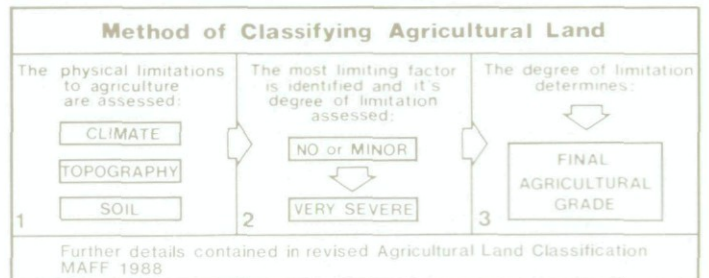 Method of Classifying Agricultural Land
The physical limitations
to agriculture
are assessed:
CLIMATE
TOPOGRAPHY
SOIL
1
The most limiting factor
is identified and it's
degree of limitation
assessed:
NO or MINOR
VERY SEVERE
2
The degree of limitation
determines:
FINAL
AGRICULTURAL
GRADE
3
Further details contained in revised Agricultural Land Classification
MAFF 1988